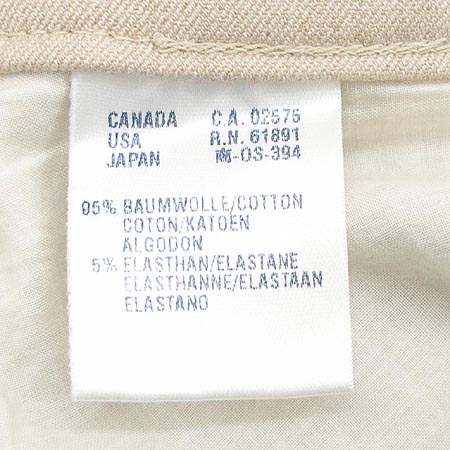 CANADA C.A. 02575
USA R.N. 61891
JAPAN 商-OS-394
95% BAUMWOLLE/COTTON
COTON/KATOEN
ALGODON
5% ELASTHAN/ELASTANE
ELASTHANNE/ELASTAAN
ELASTANO